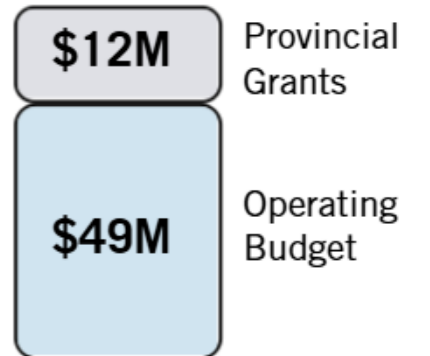 $12M
Provincial
Grants
$49M
Operating
Budget